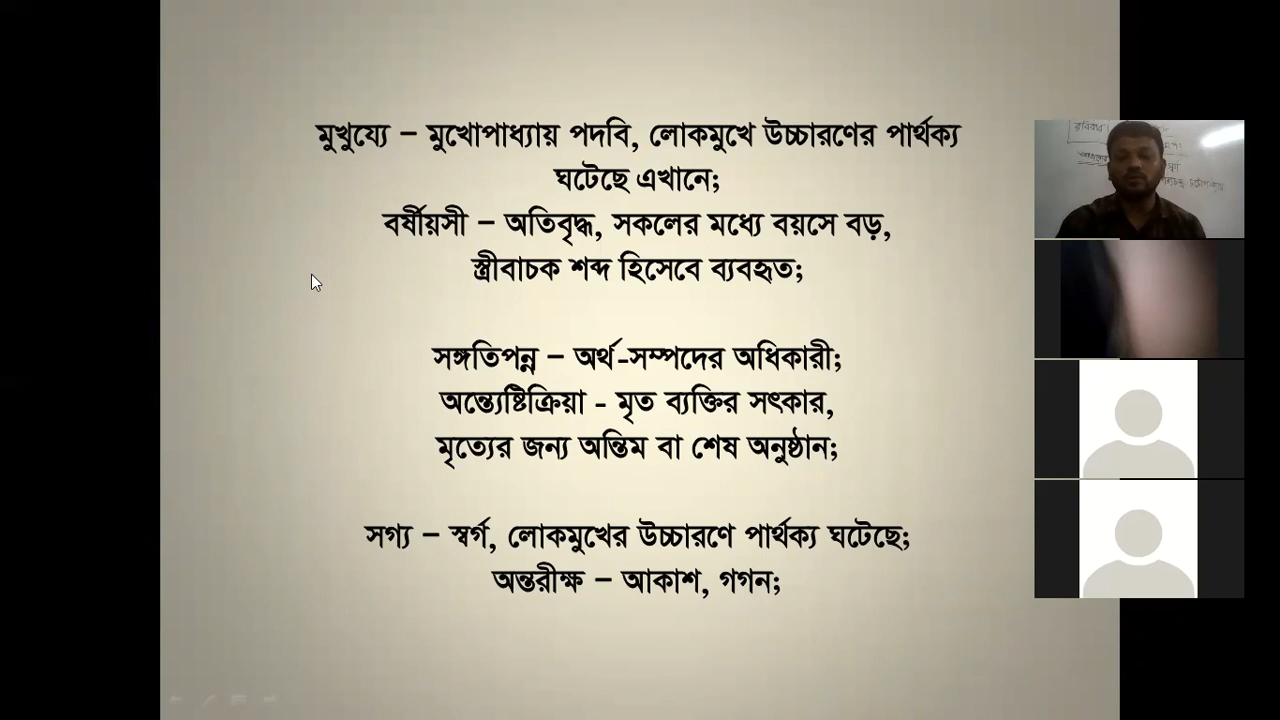 মুখুয্যে – মুখোপাধ্যায় পদবি, লোকমুখে উচ্চারণের পার্থক্য
ঘটেছে এখানে;
বর্ষীয়সী – অতিবৃদ্ধ, সকলের মধ্যে বয়সে বড়,
স্ত্রীবাচক শব্দ হিসেবে ব্যবহৃত;
সঙ্গতিপন্ন – অর্থ-সম্পদের অধিকারী;
অন্ত্যেষ্টিক্রিয়া - মৃত ব্যক্তির সৎকার,
মৃত্যের জন্য অন্তিম বা শেষ অনুষ্ঠান;
সগ্য – স্বর্গ, লোকমুখের উচ্চারণে পার্থক্য ঘটেছে;
অন্তরীক্ষ – আকাশ, গগন;